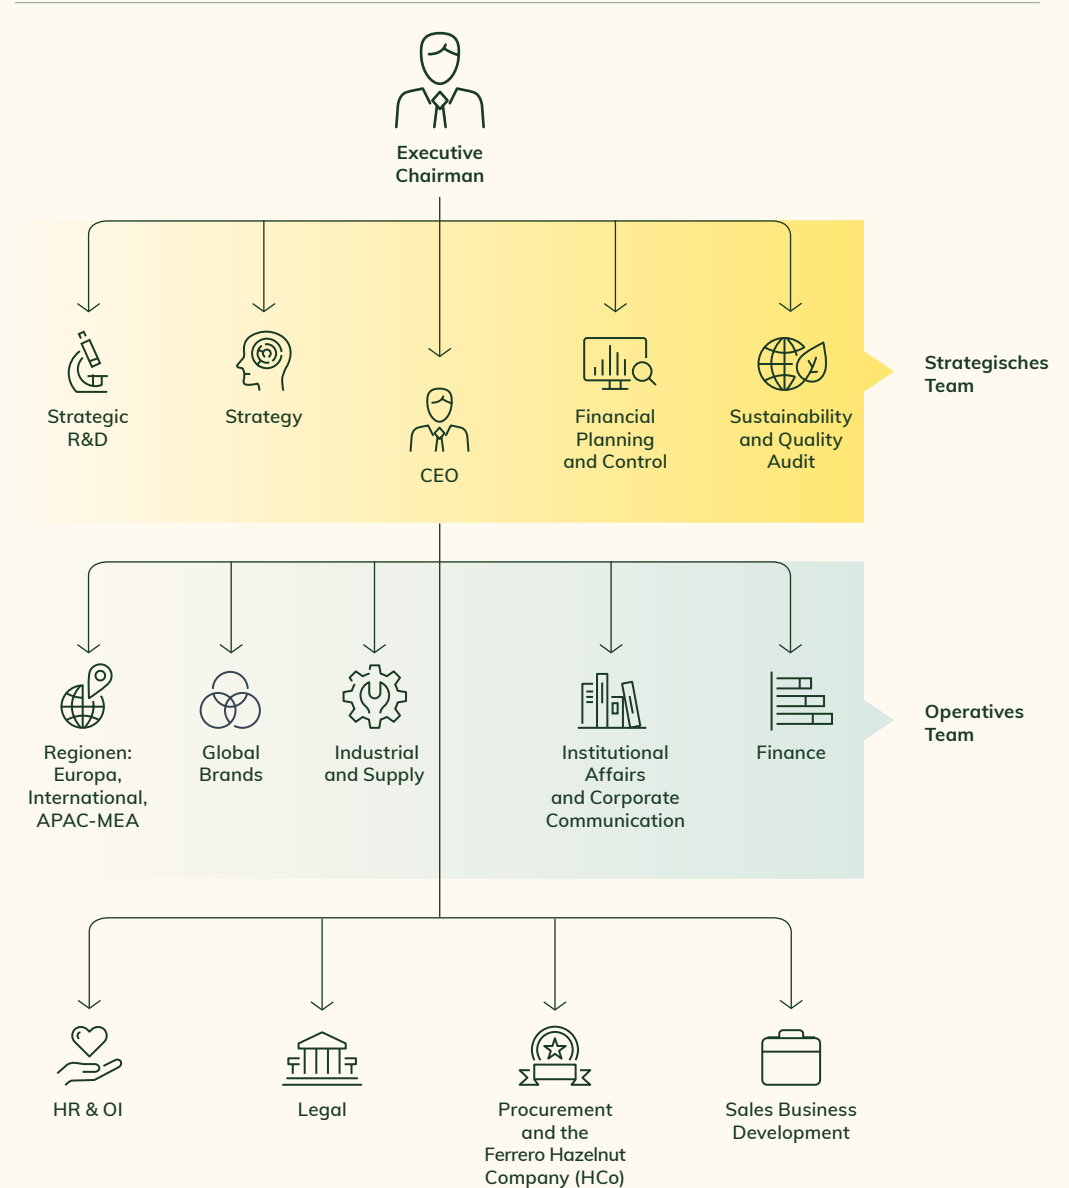 Executive
Chairman
Strategic
R&D
Strategy
CEO
Financial
Planning
and Control
Sustainability
and Quality
Audit
Strategisches
Team
Regionen:
Europa,
International,
APAC-MEA
Global
Brands
Industrial
and Supply
Institutional
Affairs
and Corporate
Communication
Finance
Operatives
Team
HR & OI
Legal
Procurement
and the
Ferrero Hazelnut
Company (HCo)
Sales Business
Development